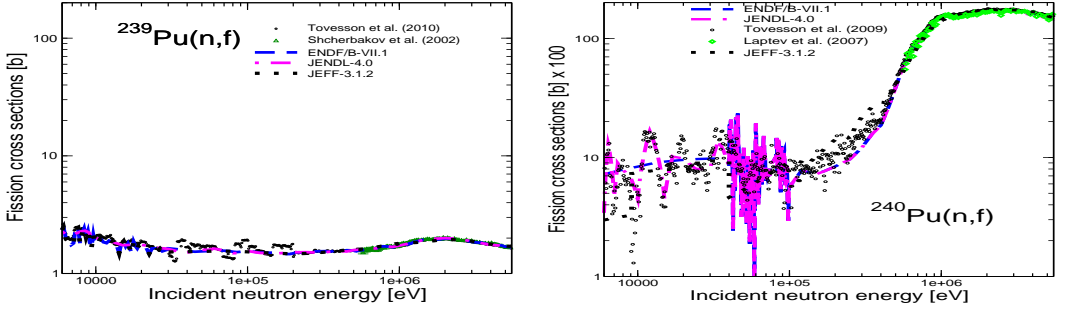 239Pu(n,f)
Tovesson et al. (2010)
Shcherbakov et al. (2002)
ENDF/B-VII.1
JENDL-4.0
JEFF-3.1.2
Fission cross sections [b]
100
10
1
10000
1e+05
1e+06
Incident neutron energy [eV]
ENDF/B-VII.1
JENDL-4.0
Tovesson et al. (2009)
Laptev et al. (2007)
JEFF-3.1.2
Fission cross sections [b] x 100
100
10
1
240Pu(n,f)
10000
1e+05
1e+06
Incident neutron energy [eV]